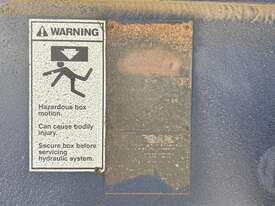 WARNING
Hazardous box
motion.
Can cause bodily
injury.
Secure box before
servicing
hydraulic system.